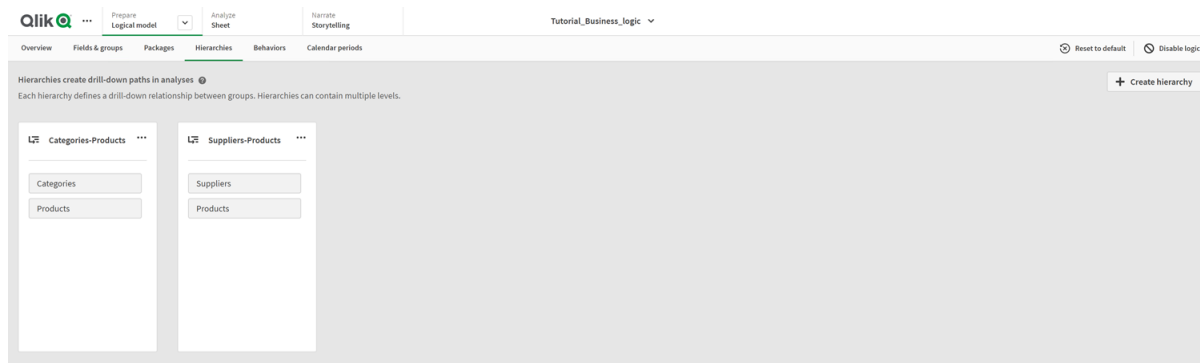 Qlik
Prepare
Logical model
Analyze
Sheet
Narrate
Storytelling
Tutorial_Business_logic
Overview Fields & groups Packages Hierarchies Behaviors Calendar periods
Reset to default Disable logic
Hierarchies create drill-down paths in analyses
Each hierarchy defines a drill-down relationship between groups. Hierarchies can contain multiple levels.
Create hierarchy
Categories-Products
Categories
Products
Suppliers-Products
Suppliers
Products